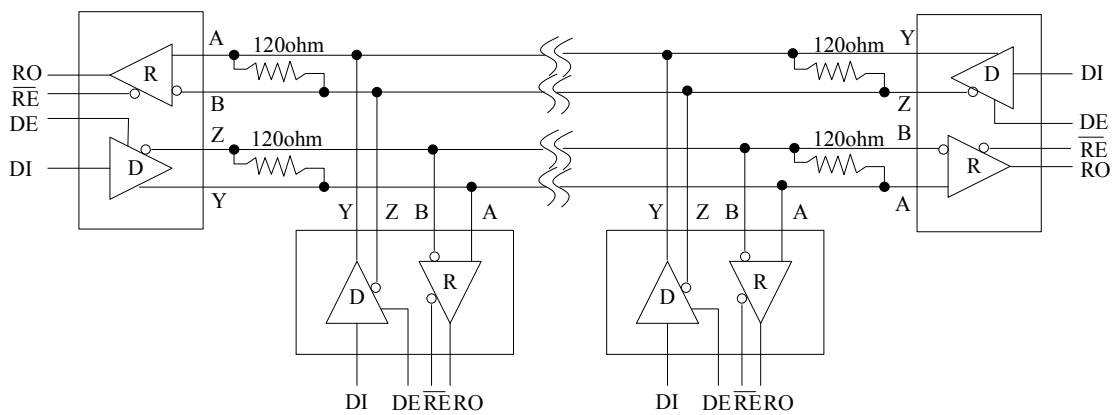 A 120ohm 120ohm Y
RO R D DI
RE B Z
DE Z 120ohm 120ohm B DE
DI D R RE
RO
Y A
Y Z B A Y Z B A
D R D R
DI DE RE RO DI DE RE RO